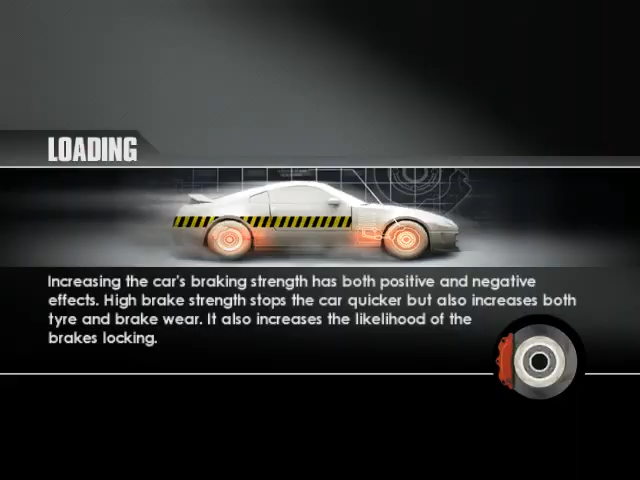 LOADING
Increasing the car's braking strength has both positive and negative
effects. High brake strength stops the car quicker but also increases both
tyre and brake wear. It also increases the likelihood of the
brakes locking.